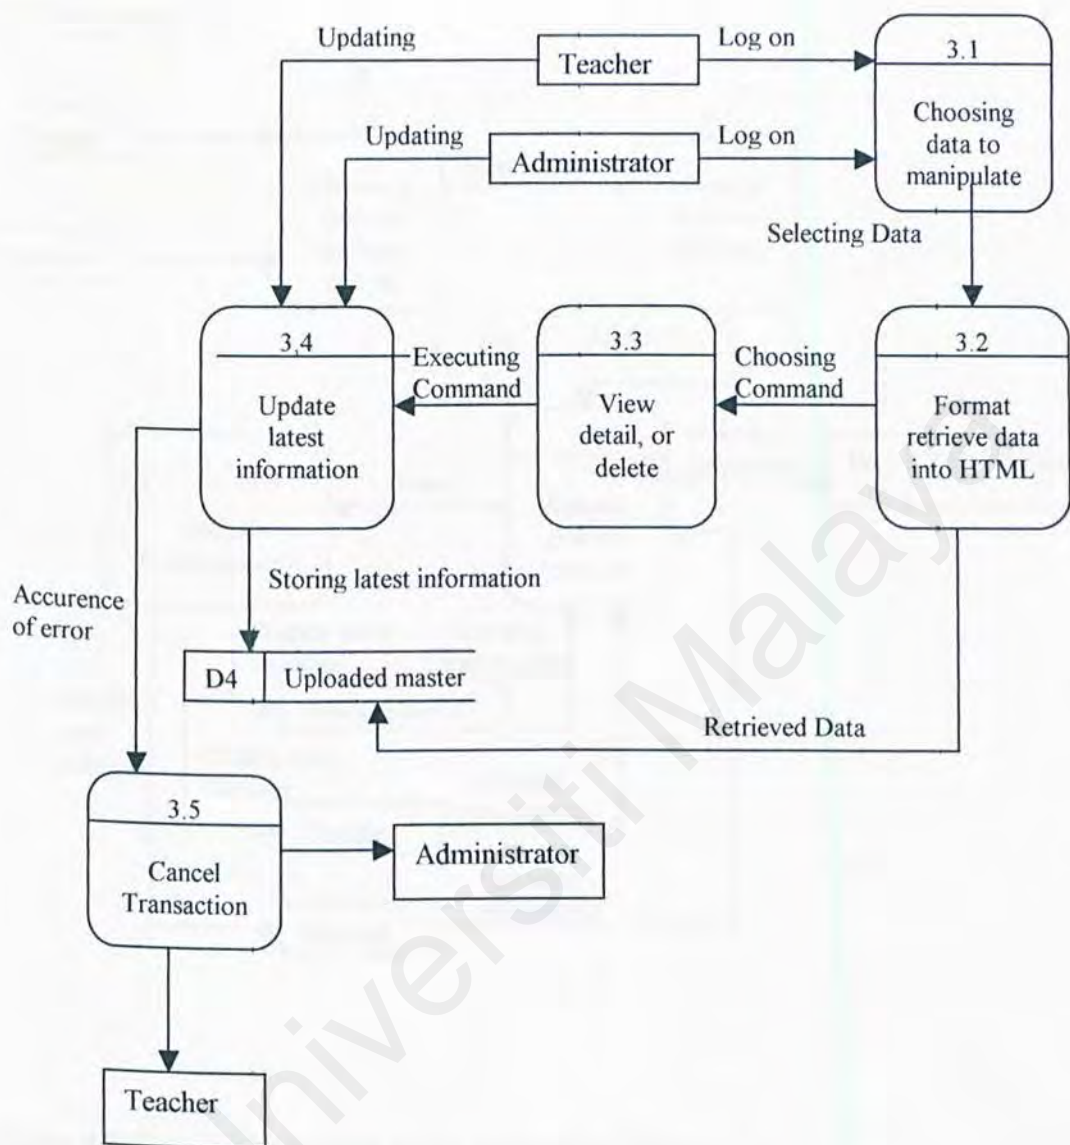 Updating
Teacher
Log on
3.1
Choosing
data to
manipulate
Updating
Administrator
Log on
Selecting Data
3,4
Update
latest
information
Executing
Command
3.3
View
detail, or
delete
Choosing
Command
3.2
Format
retrieve data
into HTML
Accurence
of error
Storing latest information
D4
Uploaded master
Retrieved Data
3.5
Cancel
Transaction
Administrator
Teacher
Universiti Malaya